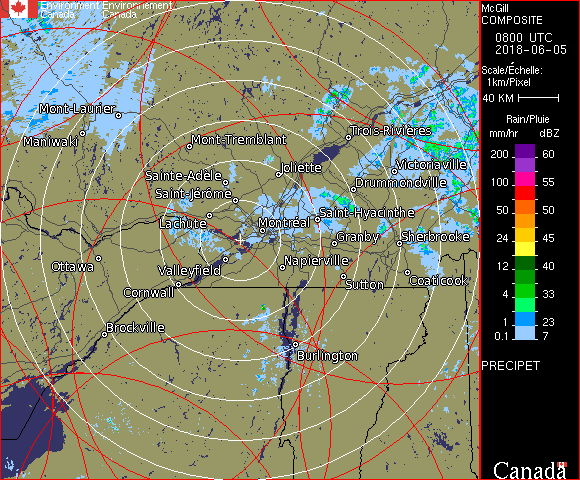 Environment Environnement
Canada Canada
McGill
COMPOSITE
0800 UTC
2018-06-05
Scale/Échelle:
1km/Pixel
40 KM
Rain/Pluie
mm/hr dBZ
200 60
100 55
50 50
24 45
12 40
4 33
1 23
0.1 7
PRECIPET
Canada
Mont-Laurier
Maniwaki
Mont-Tremblant
Trois-Rivières
Sainte-Adèle
Joliette
Victoriaville
Saint-Jérôme
Drummondville
Lachute
Saint-Hyacinthe
Montréal
Granby
Sherbrooke
Ottawa
Valleyfield
Napierville
Cornwall
Sutton
Coaticook
Brockville
Burlington